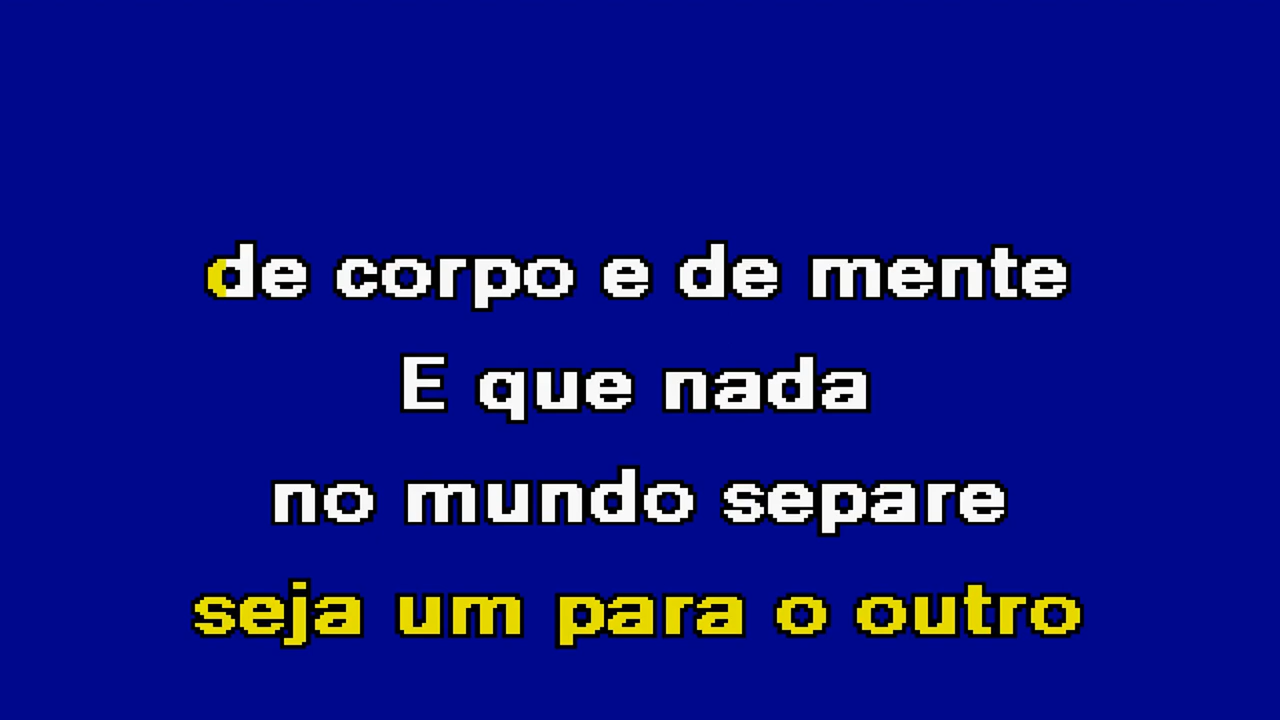 de corpo e de mente
E que nada
no mundo separe
seja um para o outro